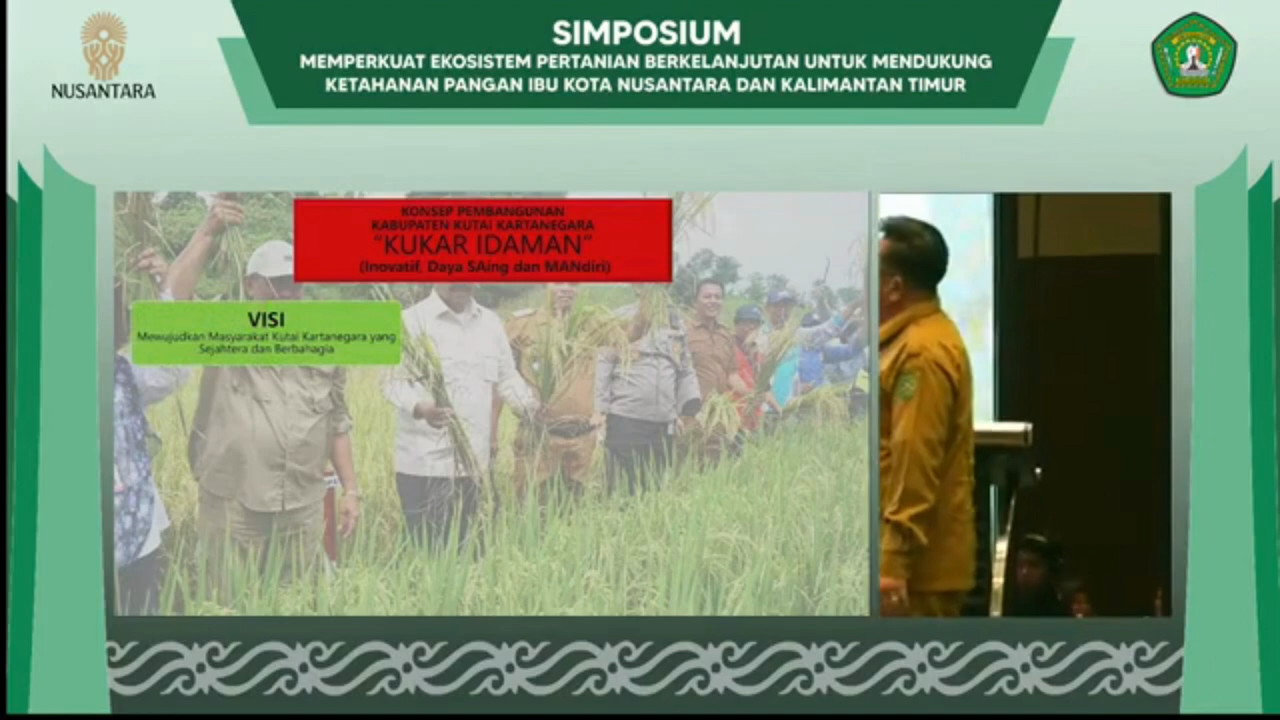 SIMPOSIUM
MEMPERKUAT EKOSISTEM PERTANIAN BERKELANJUTAN UNTUK MENDUKUNG
KETAHANAN PANGAN IBU KOTA NUSANTARA DAN KALIMANTAN TIMUR
NUSANTARA
KONSEP PEMBANGUNAN
KABUPATEN KUTAI KARTANEGARA
“KUKAR IDAMAN”
(Inovatif, Daya SAing dan MANdiri)
VISI
Mewujudkan Masyarakat Kutai Kartanegara yang
Sejahtera dan Berbahagia